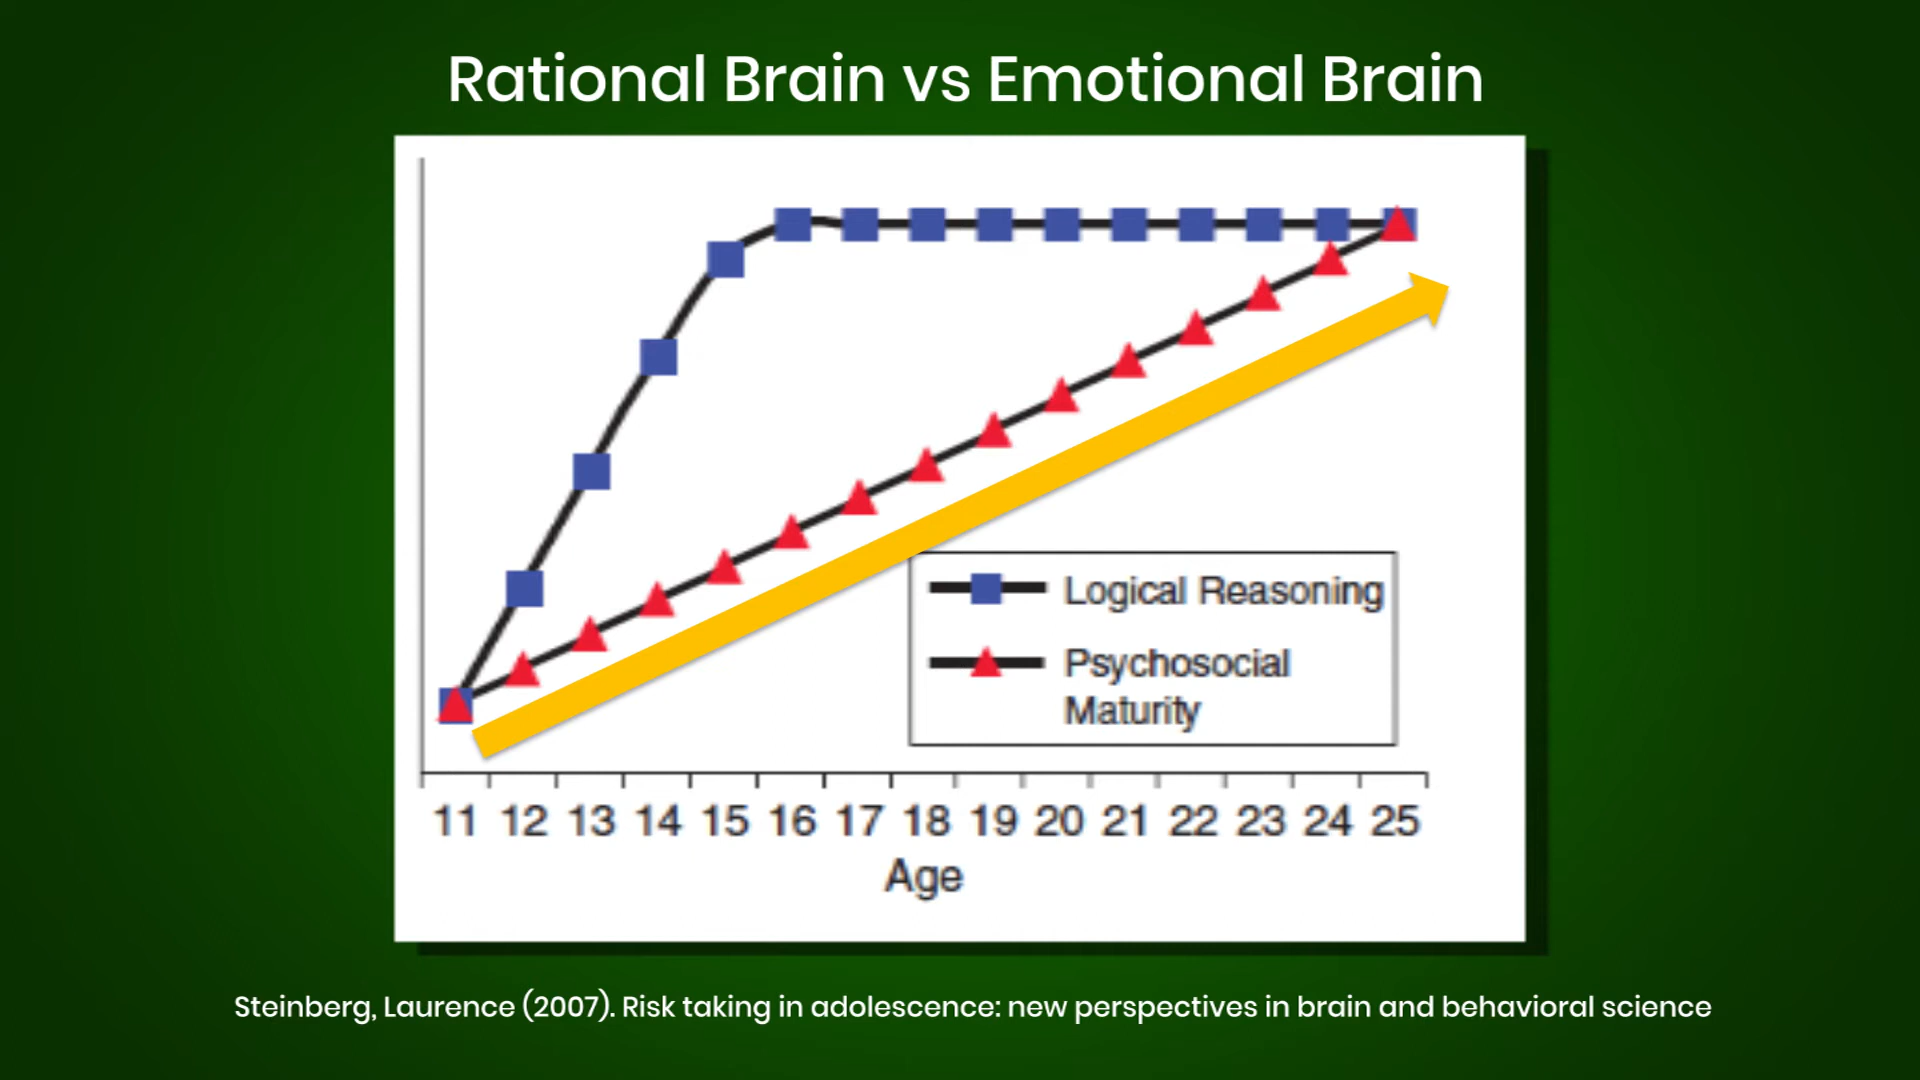 Rational Brain vs Emotional Brain
Logical Reasoning
Psychosocial
Maturity
11 12 13 14 15 16 17 18 19 20 21 22 23 24 25
Age
Steinberg, Laurence (2007). Risk taking in adolescence: new perspectives in brain and behavioral science